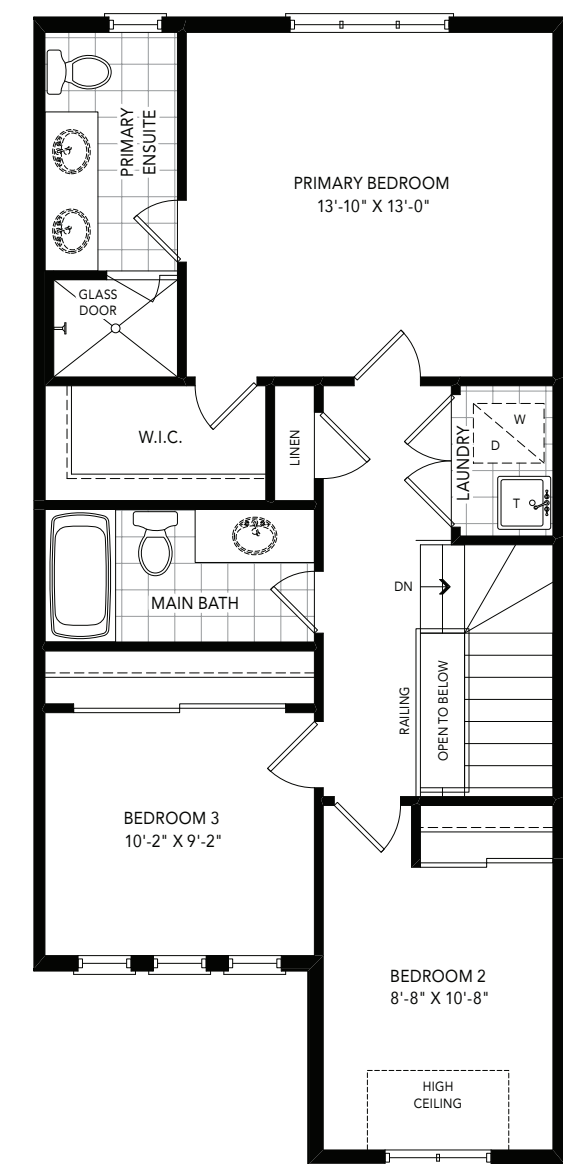 PRIMARY
ENSUITE
PRIMARY BEDROOM
13'-10" X 13'-0"
GLASS
DOOR
W.I.C.
LINEN
LAUNDRY
W
D
T
MAIN BATH
DN
RAILING
OPEN TO BELOW
BEDROOM 3
10'-2" X 9'-2"
BEDROOM 2
8'-8" X 10'-8"
HIGH
CEILING